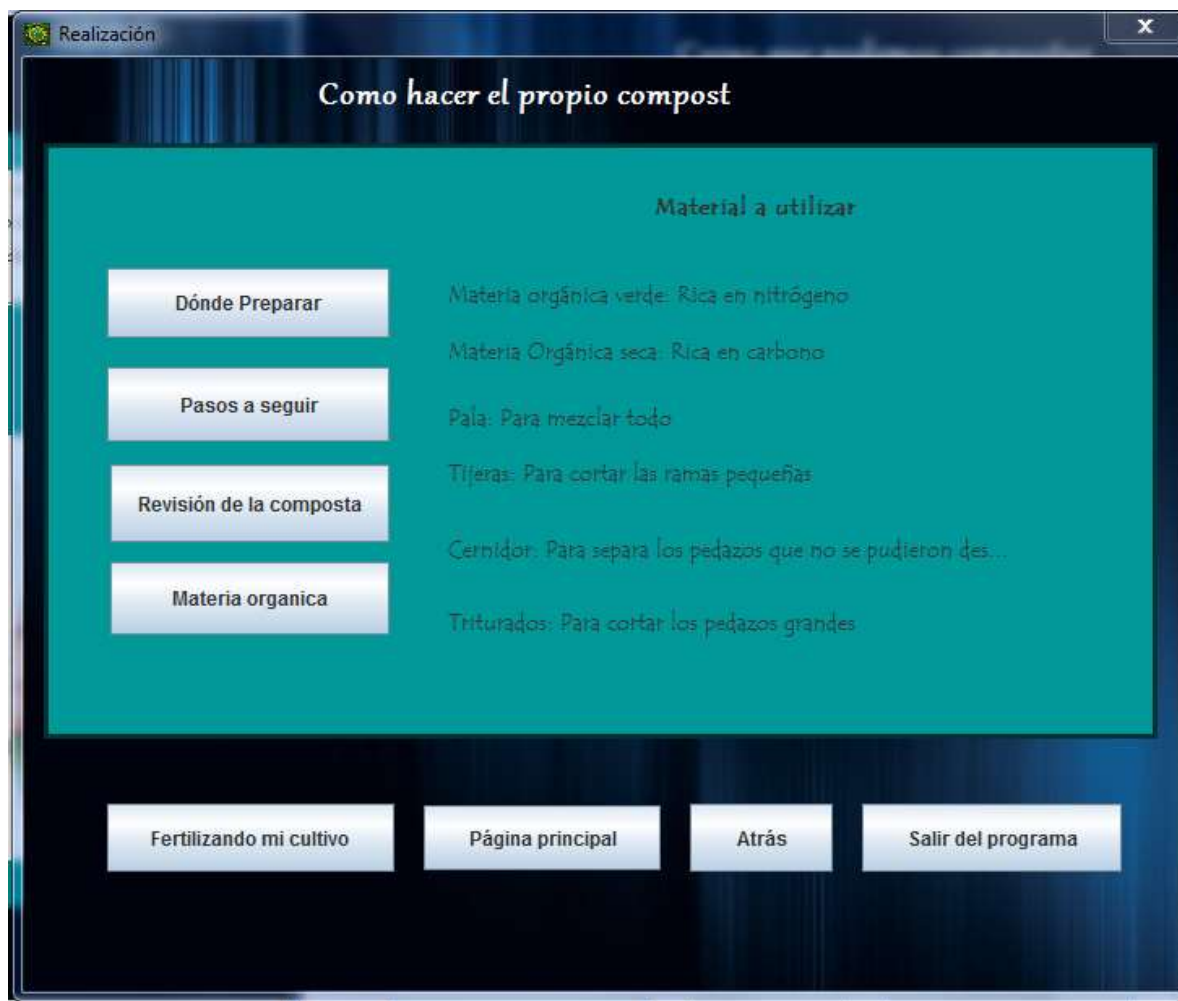 Realización
Como hacer el propio compost
Material a utilizar
Dónde Preparar
Materia orgánica verde: Rica en nitrógeno
Materia Orgánica seca: Rica en carbono
Pasos a seguir
Pala: Para mezclar todo
Tijeras: Para cortar las ramas pequeñas
Revisión de la composta
Cernidor: Para separa los pedazos que no se pudieron des...
Materia organica
Triturados: Para cortar los pedazos grandes
Fertilizando mi cultivo
Página principal
Atrás
Salir del programa